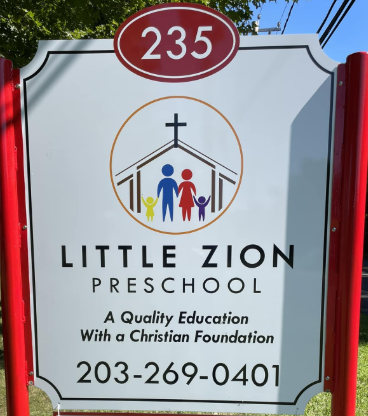 235
LITTLE ZION
PRESCHOOL
A Quality Education
With a Christian Foundation
203-269-0401